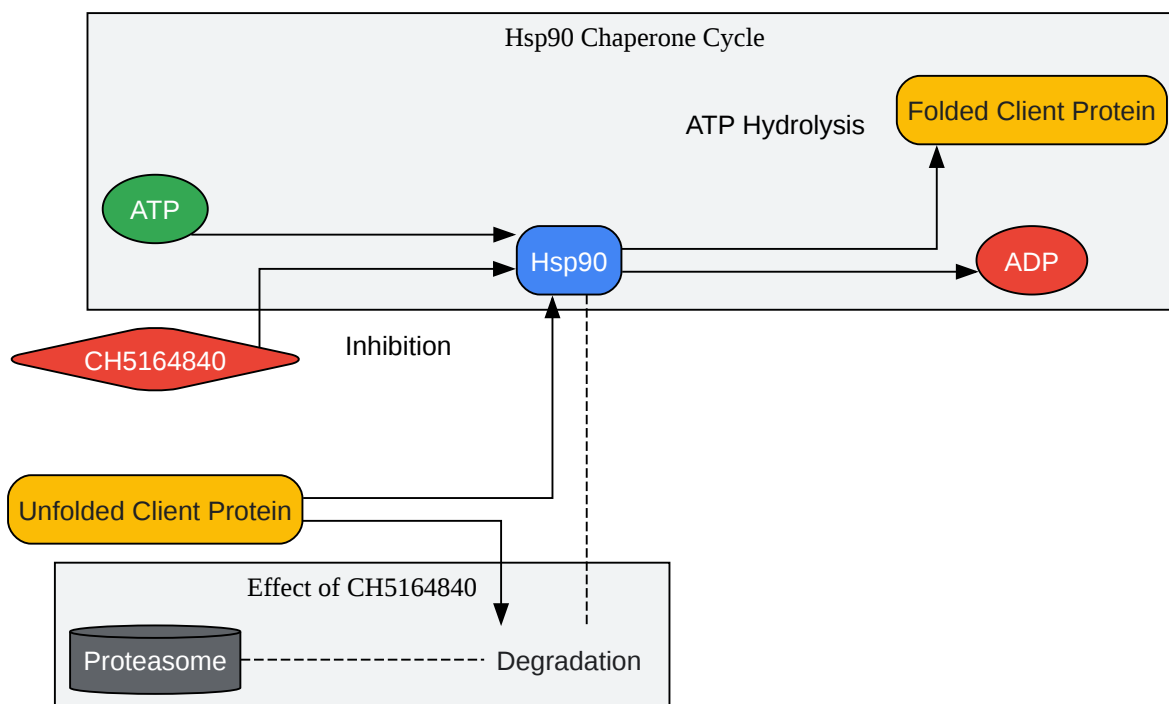 Hsp90 Chaperone Cycle
Folded Client Protein
ATP Hydrolysis
ATP
Hsp90
ADP
CH5164840
Inhibition
Unfolded Client Protein
Effect of CH5164840
Proteasome
Degradation